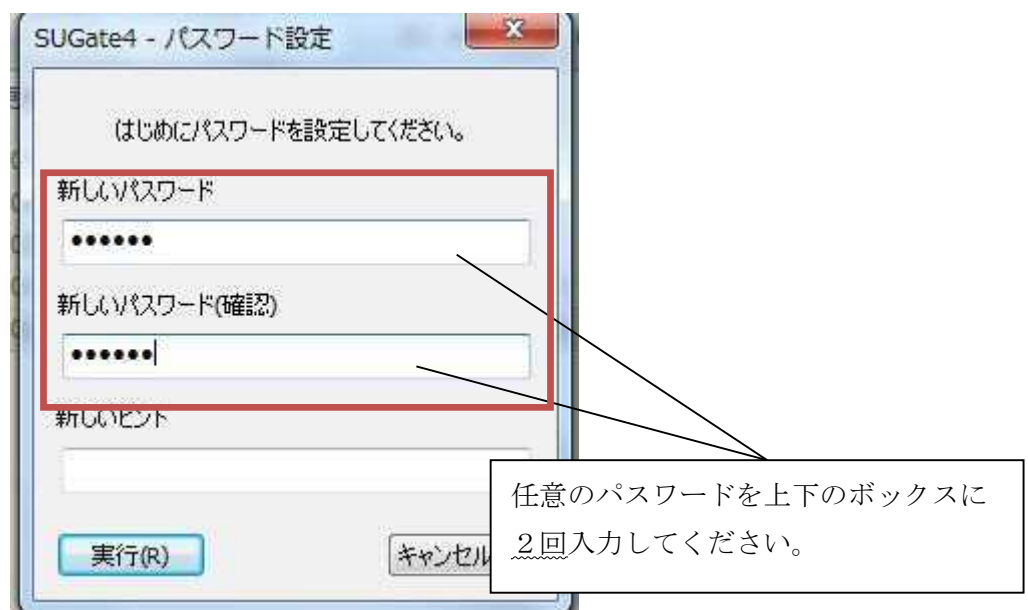 SUGate4 - パスワード設定
はじめにパスワードを設定してください。
新しいパスワード
••••••
新しいパスワード(確認)
••••••
新しいヒント
実行(R)
キャンセル
任意のパスワードを上下のボックスに
２回入力してください。